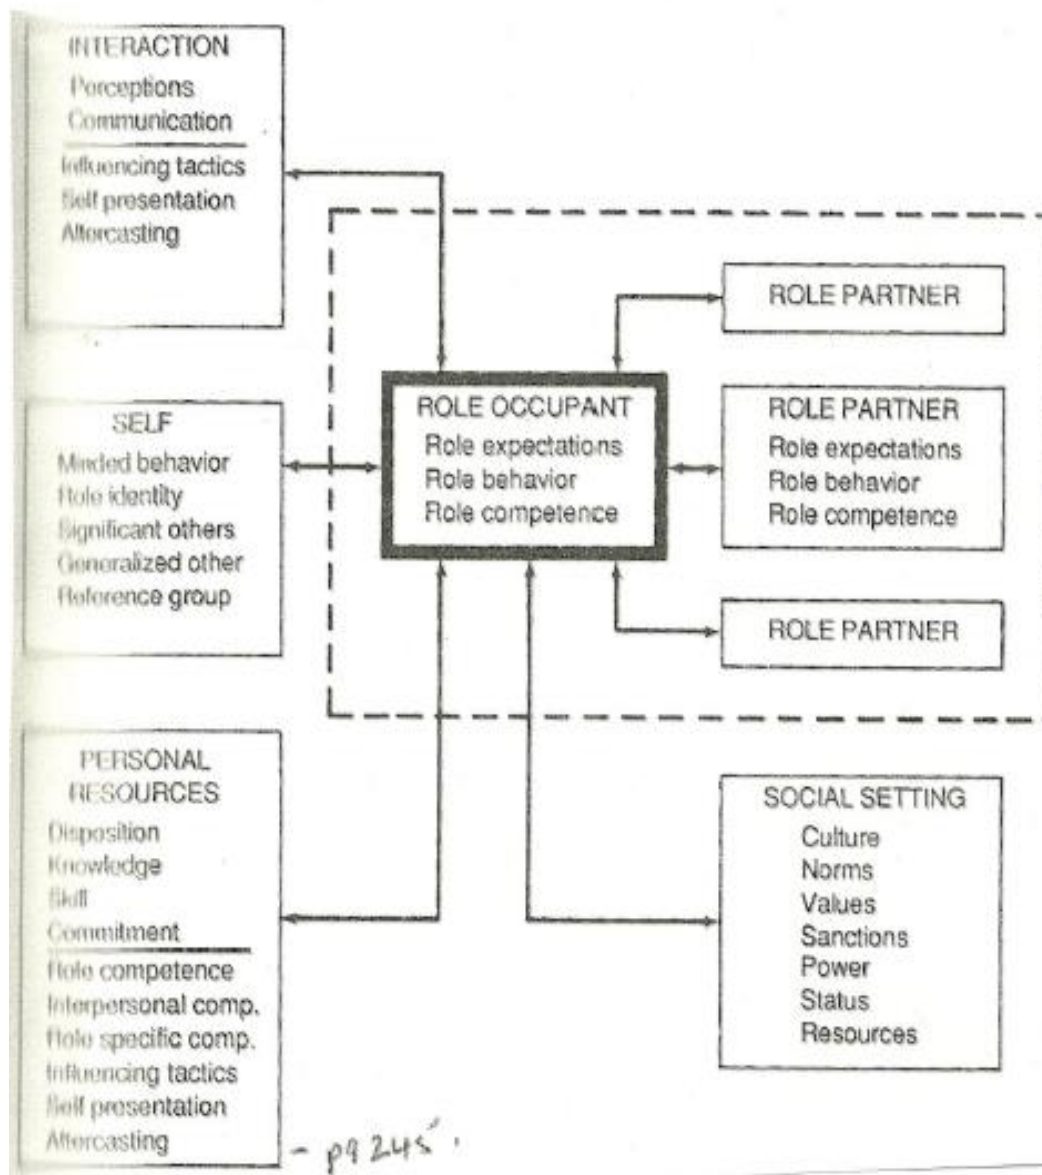 INTERACTION
Perceptions
Communication
Influencing tactics
Self presentation
Altercasting
SELF
Minded behavior
Role identity
Significant others
Generalized other
Reference group
PERSONAL
RESOURCES
Disposition
Knowledge
Skill
Commitment
Role competence
Interpersonal comp.
Role specific comp.
Influencing tactics
Self presentation
Altercasting
- pg 245
ROLE OCCUPANT
Role expectations
Role behavior
Role competence
ROLE PARTNER
ROLE PARTNER
Role expectations
Role behavior
Role competence
ROLE PARTNER
SOCIAL SETTING
Culture
Norms
Values
Sanctions
Power
Status
Resources